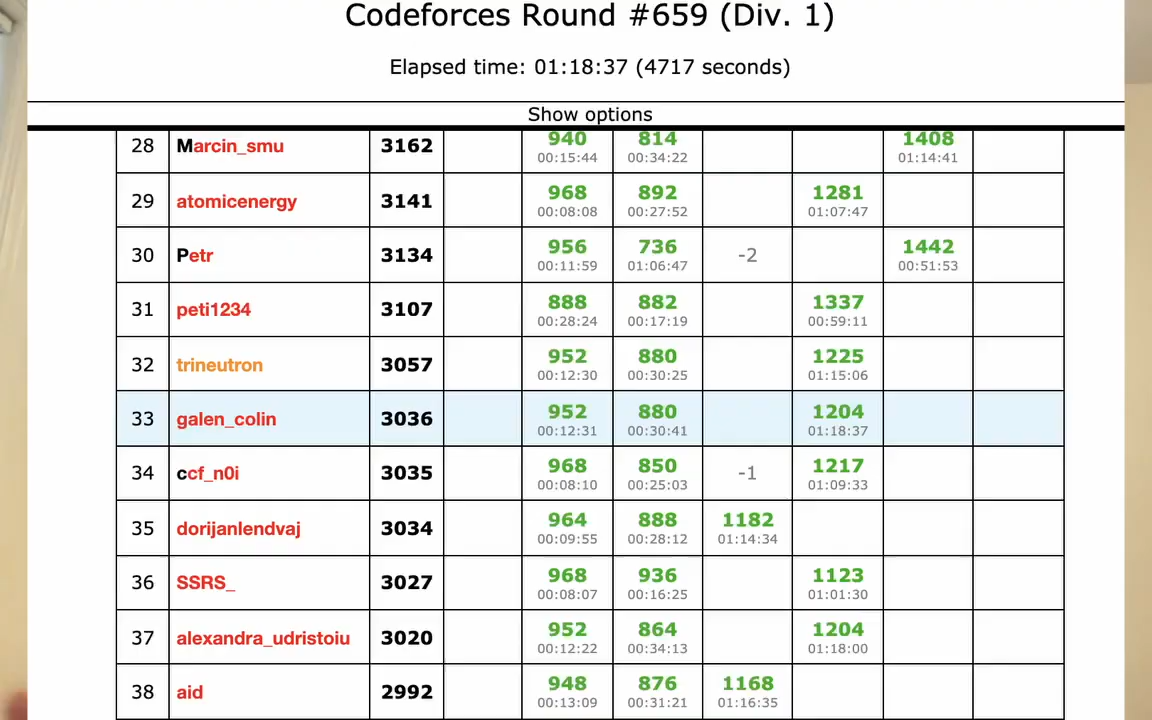 Codeforces Round #659 (Div. 1)
Elapsed time: 01:18:37 (4717 seconds)
Show options
28 Marcin_smu 3162 940 814 1408
00:15:44 00:34:22 01:14:41
29 atomicenergy 3141 968 892 1281
00:08:08 00:27:52 01:07:47
30 Petr 3134 956 736 -2 1442
00:11:59 01:06:47 00:51:53
31 peti1234 3107 888 882 1337
00:28:24 00:17:19 00:59:11
32 trineutron 3057 952 880 1225
00:12:30 00:30:25 01:15:06
33 galen_colin 3036 952 880 1204
00:12:31 00:30:41 01:18:37
34 ccf_n0i 3035 968 850 -1 1217
00:08:10 00:25:03 01:09:33
35 dorijanlendvaj 3034 964 888 1182
00:09:55 00:28:12 01:14:34
36 SSRS_ 3027 968 936 1123
00:08:07 00:16:25 01:01:30
37 alexandra_udristoiu 3020 952 864 1204
00:12:22 00:34:13 01:18:00
38 aid 2992 948 876 1168
00:13:09 00:31:21 01:16:35